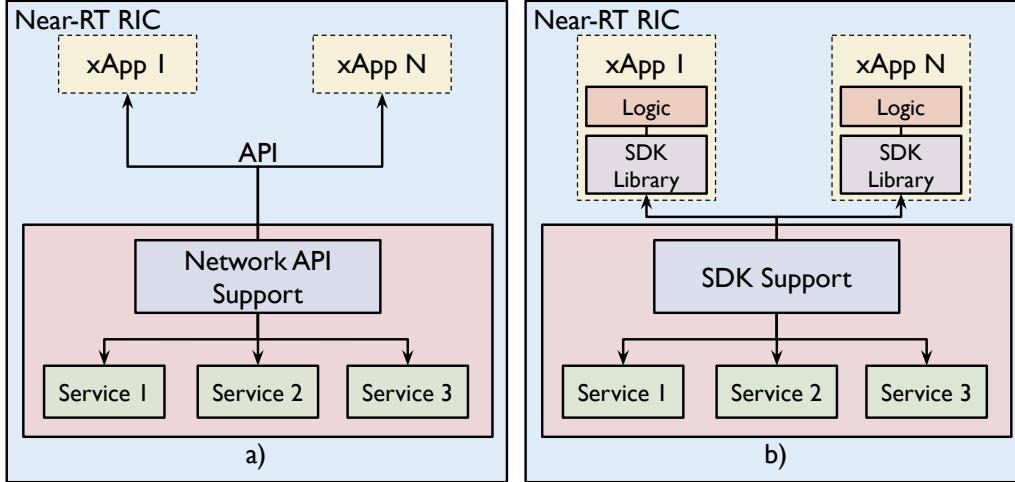 Near-RT RIC
xApp 1
xApp N
API
Network API
Support
Service 1
Service 2
Service 3
a)
Near-RT RIC
xApp 1
xApp N
Logic
Logic
SDK
Library
SDK
Library
SDK Support
Service 1
Service 2
Service 3
b)